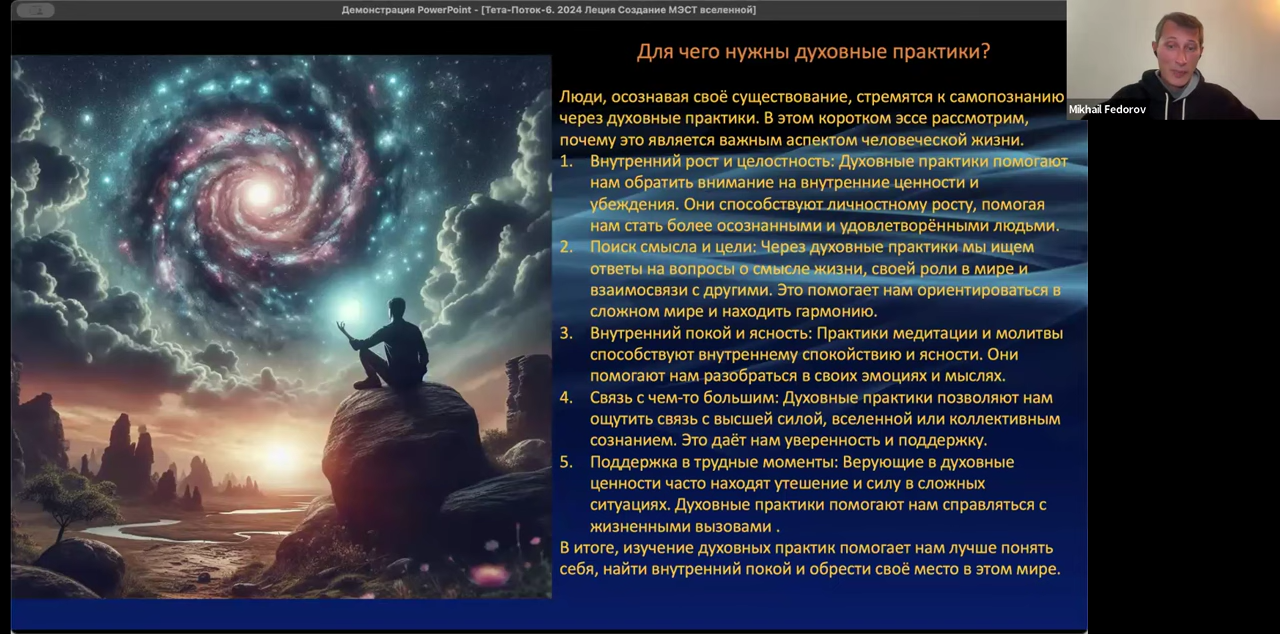 Демонстрация PowerPoint - [Тета-Поток-6. 2024 Леция Создание МЭСТ вселенной]
Для чего нужны духовные практики?
Mikhail Fedorov
Люди, осознавая своё существование, стремятся к самопознанию
через духовные практики. В этом коротком эссе рассмотрим,
почему это является важным аспектом человеческой жизни.
1. Внутренний рост и целостность: Духовные практики помогают
нам обратить внимание на внутренние ценности и
убеждения. Они способствуют личностному росту, помогая
нам стать более осознанными и удовлетворёнными людьми.
2. Поиск смысла и цели: Через духовные практики мы ищем
ответы на вопросы о смысле жизни, своей роли в мире и
взаимосвязи с другими. Это помогает нам ориентироваться в
сложном мире и находить гармонию.
3. Внутренний покой и ясность: Практики медитации и молитвы
способствуют внутреннему спокойствию и ясности. Они
помогают нам разобраться в своих эмоциях и мыслях.
4. Связь с чем-то большим: Духовные практики позволяют нам
ощутить связь с высшей силой, вселенной или коллективным
сознанием. Это даёт нам уверенность и поддержку.
5. Поддержка в трудные моменты: Верующие в духовные
ценности часто находят утешение и силу в сложных
ситуациях. Духовные практики помогают нам справляться с
жизненными вызовами .
В итоге, изучение духовных практик помогает нам лучше понять
себя, найти внутренний покой и обрести своё место в этом мире.